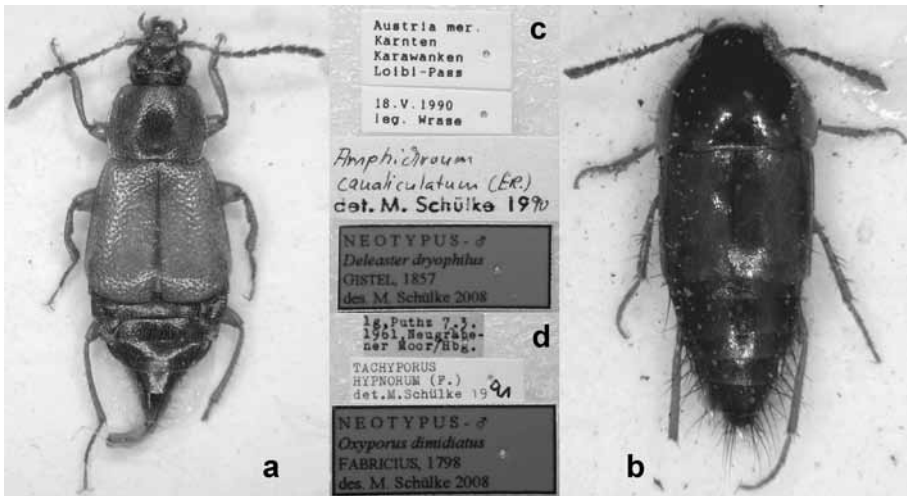 c
Austria mer.
Kärnten
Karawanken
Loibl-Pass
18.V.1990
leg. Wrase
Amphichroum
canaliculatum (ER.)
det. M. Schülke 1990
NEOTYPUS-♂
Deleaster dryophilus
GISTEL, 1857
des. M. Schülke 2008
d
lg.Puthz 7.3.
1961,Neugrabe-
ner Moor/Hbg.
TACHYPORUS
HYPNORUM (F.)
det.M.Schülke 1991
NEOTYPUS-♂
Oxyporus dimidiatus
FABRICIUS, 1798
des. M. Schülke 2008
a
b